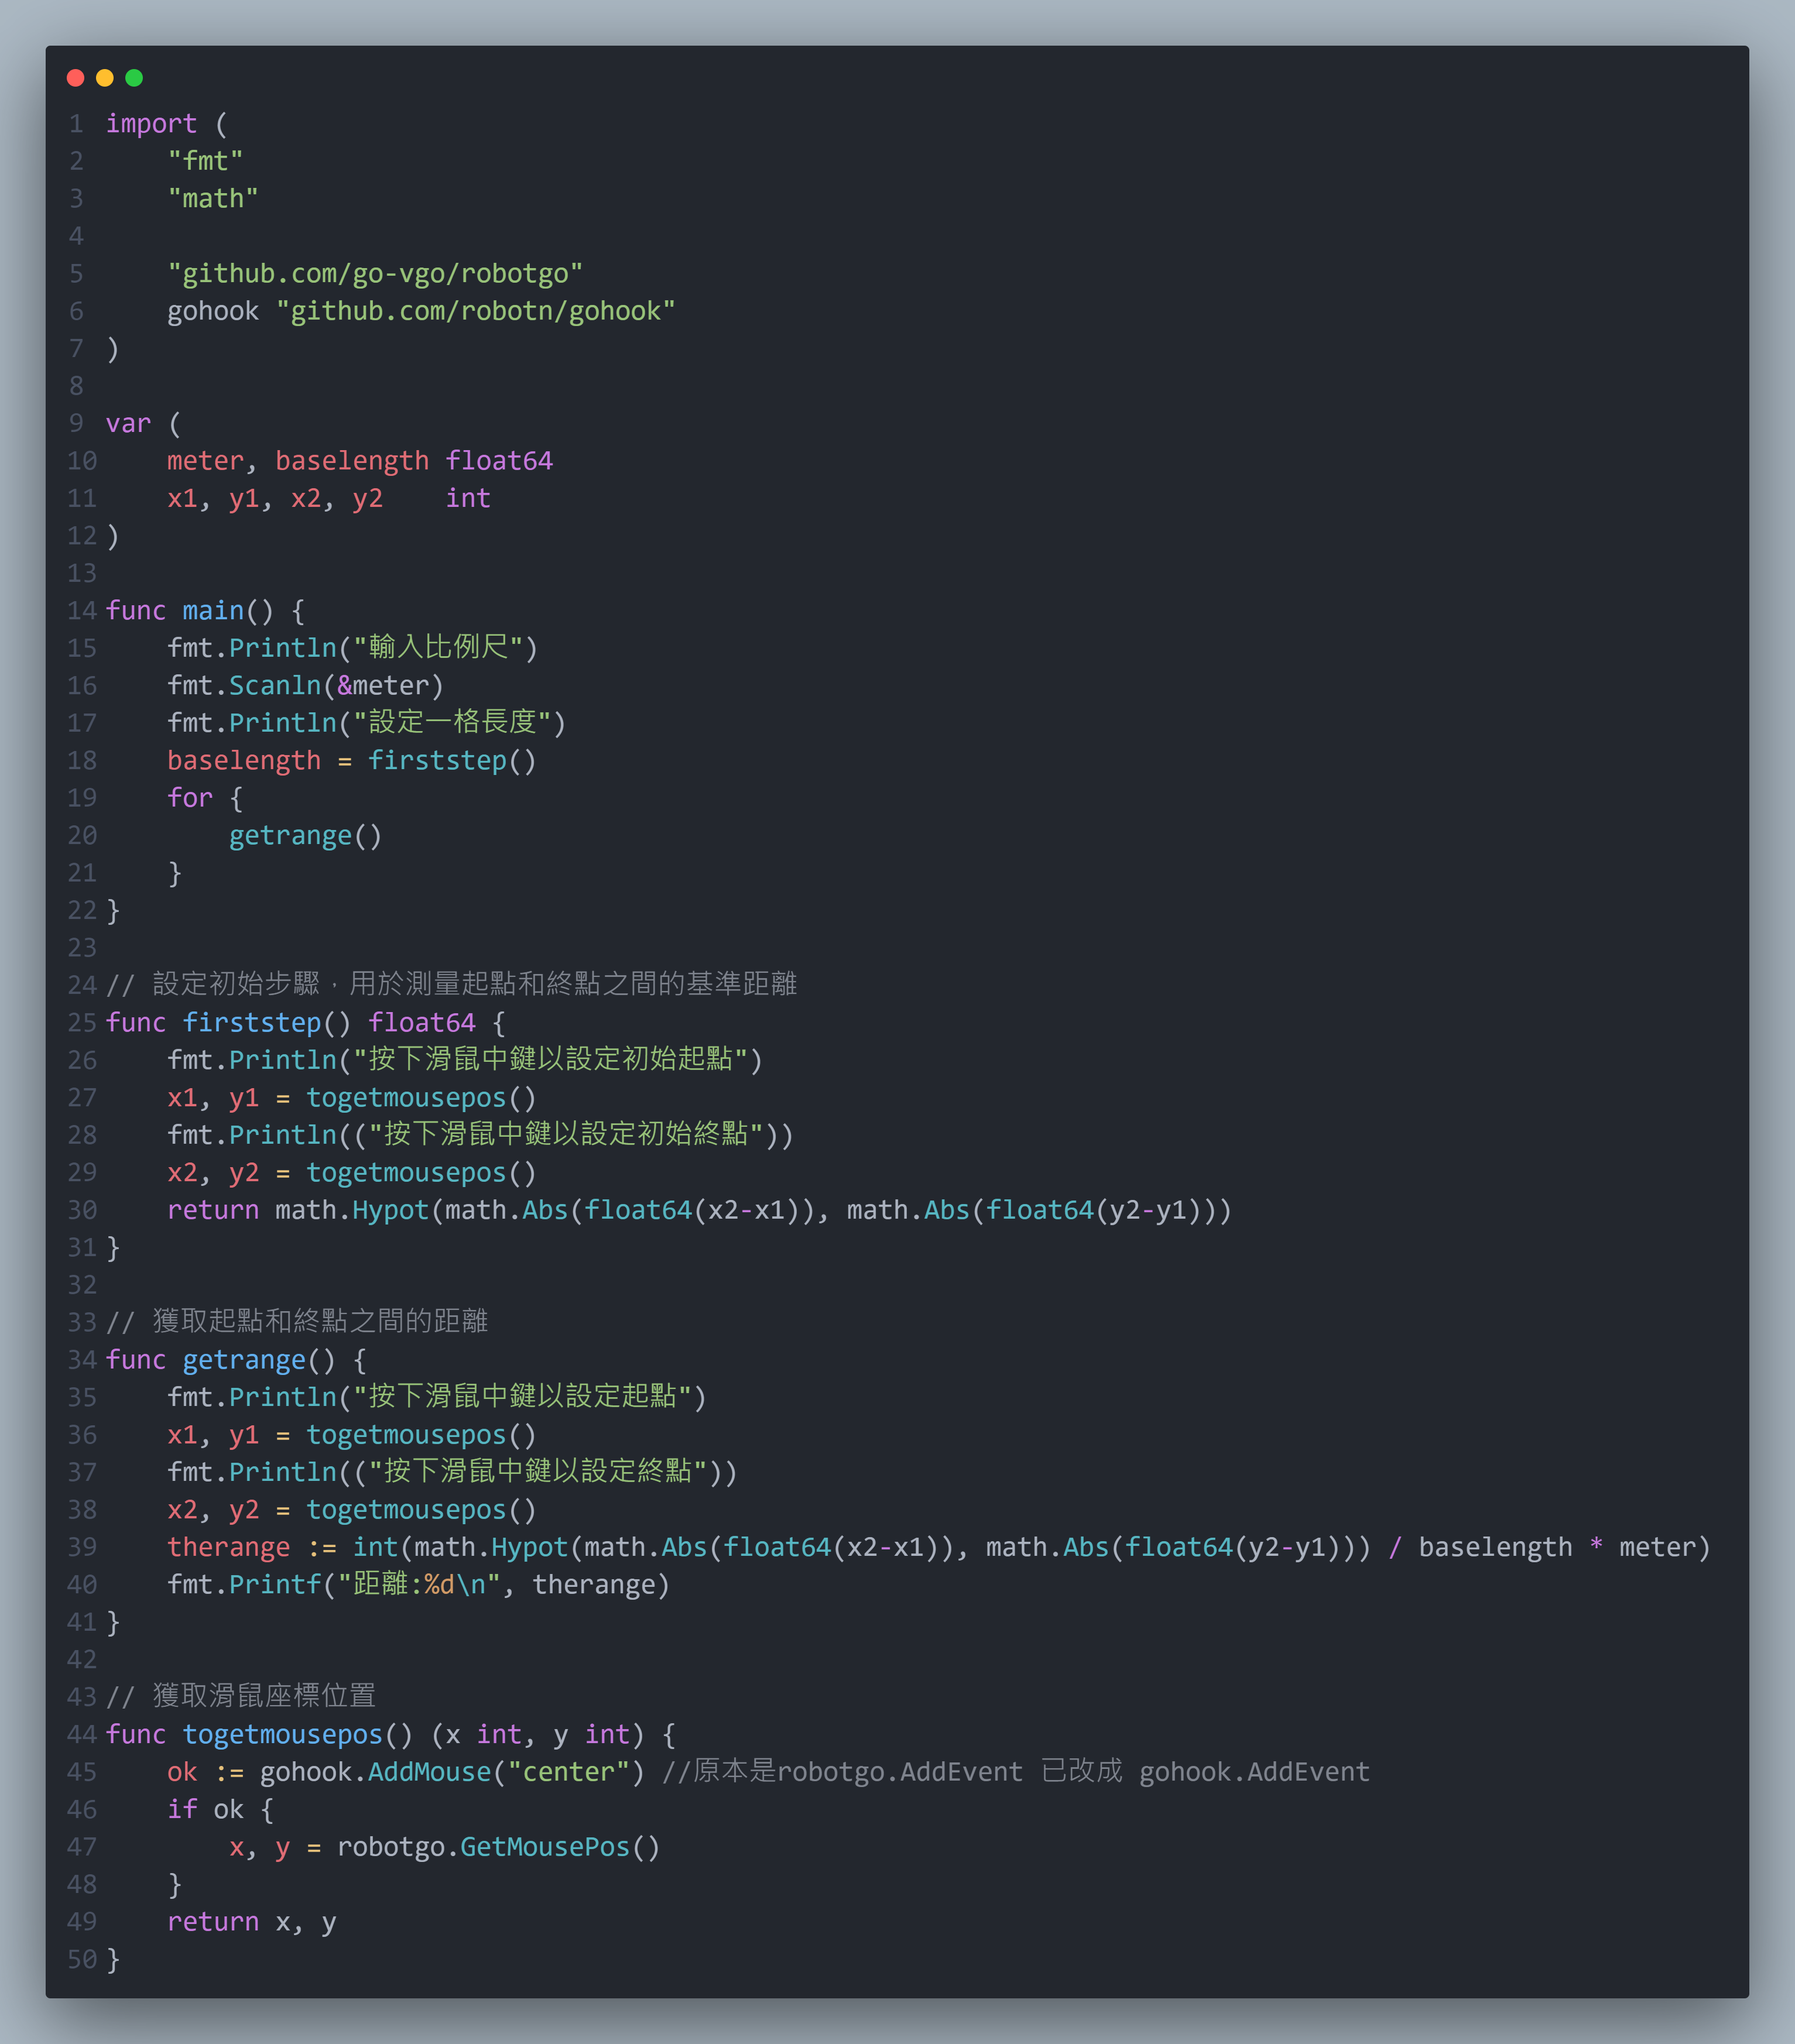 1 import (
2     "fmt"
3     "math"
4
5     "github.com/go-vgo/robotgo"
6     gohook "github.com/robotn/gohook"
7 )
8
9 var (
10     meter, baselength float64
11     x1, y1, x2, y2    int
12 )
13
14 func main() {
15     fmt.Println("輸入比例尺")
16     fmt.Scanln(&meter)
17     fmt.Println("設定一格長度")
18     baselength = firststep()
19     for {
20         getrange()
21     }
22 }
23
24 // 設定初始步驟，用於測量起點和終點之間的基準距離
25 func firststep() float64 {
26     fmt.Println("按下滑鼠中鍵以設定初始起點")
27     x1, y1 = togetmousepos()
28     fmt.Println(("按下滑鼠中鍵以設定初始終點"))
29     x2, y2 = togetmousepos()
30     return math.Hypot(math.Abs(float64(x2-x1)), math.Abs(float64(y2-y1)))
31 }
32
33 // 獲取起點和終點之間的距離
34 func getrange() {
35     fmt.Println("按下滑鼠中鍵以設定起點")
36     x1, y1 = togetmousepos()
37     fmt.Println(("按下滑鼠中鍵以設定終點"))
38     x2, y2 = togetmousepos()
39     therange := int(math.Hypot(math.Abs(float64(x2-x1)), math.Abs(float64(y2-y1))) / baselength * meter)
40     fmt.Printf("距離:%d\n", therange)
41 }
42
43 // 獲取滑鼠座標位置
44 func togetmousepos() (x int, y int) {
45     ok := gohook.AddMouse("center") //原本是robotgo.AddEvent 已改成 gohook.AddEvent
46     if ok {
47         x, y = robotgo.GetMousePos()
48     }
49     return x, y
50 }